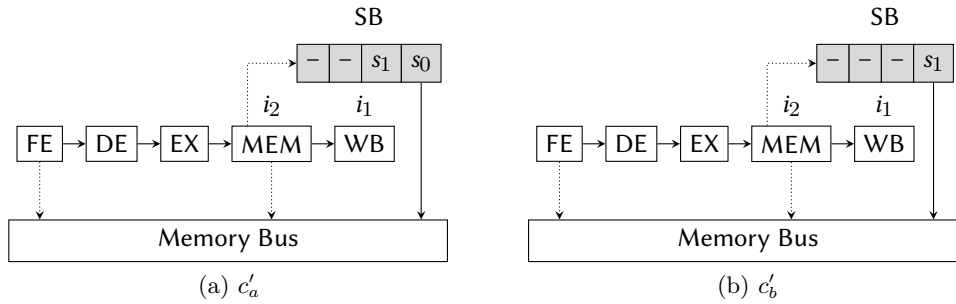 SB
– – s₁ s₀
i₂ i₁
FE DE EX MEM WB
Memory Bus
(a) c′ₐ
SB
– – – s₁
i₂ i₁
FE DE EX MEM WB
Memory Bus
(b) c′_b